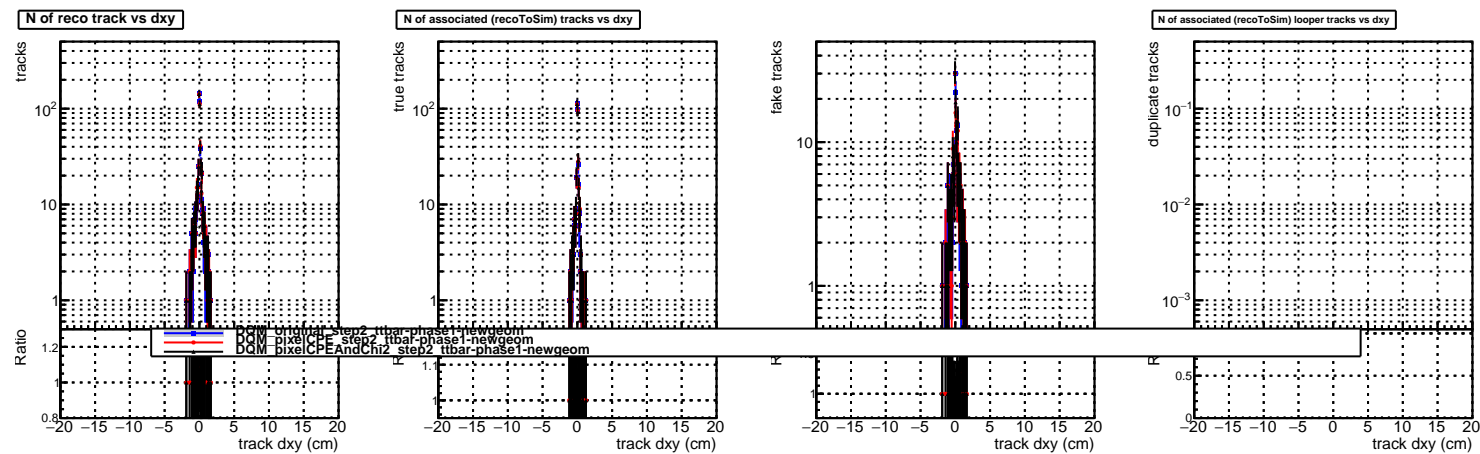 N of reco track vs dxy
tracks
10²
10
1
Ratio
1.2
1
0.8
−20 −15 −10 −5 0 5 10 15 20
track dxy (cm)
N of associated (recoToSim) tracks vs dxy
true tracks
10²
10
1
1.1
1
−20 −15 −10 −5 0 5 10 15 20
track dxy (cm)
fake tracks
10
1
1
−20 −15 −10 −5 0 5 10 15 20
track dxy (cm)
N of associated (recoToSim) looper tracks vs dxy
duplicate tracks
10⁻¹
10⁻²
10⁻³
0.5
0
−20 −15 −10 −5 0 5 10 15 20
track dxy (cm)
DQM_original_step2_ttbar-phase1-newgeom
DQM_pixelCPE_step2_ttbar-phase1-newgeom
DQM_pixelCPEAndChi2_step2_ttbar-phase1-newgeom